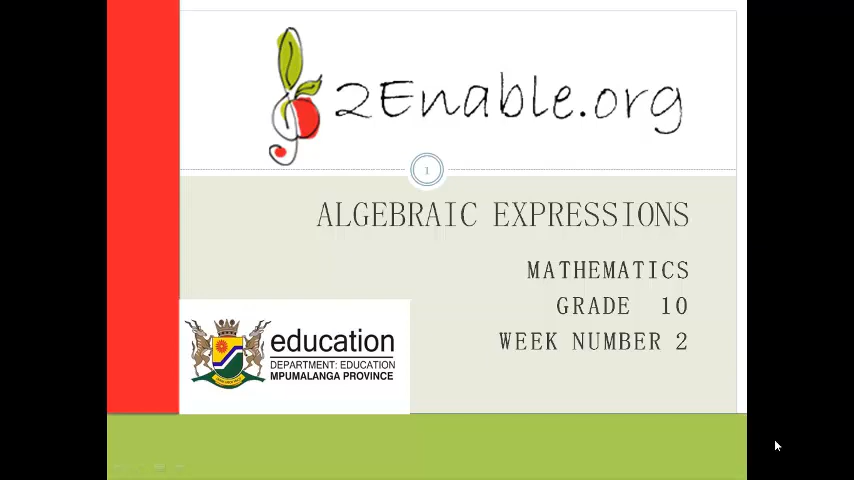 2Enable.org
1
ALGEBRAIC EXPRESSIONS
MATHEMATICS
GRADE 10
WEEK NUMBER 2
education
DEPARTMENT: EDUCATION
MPUMALANGA PROVINCE